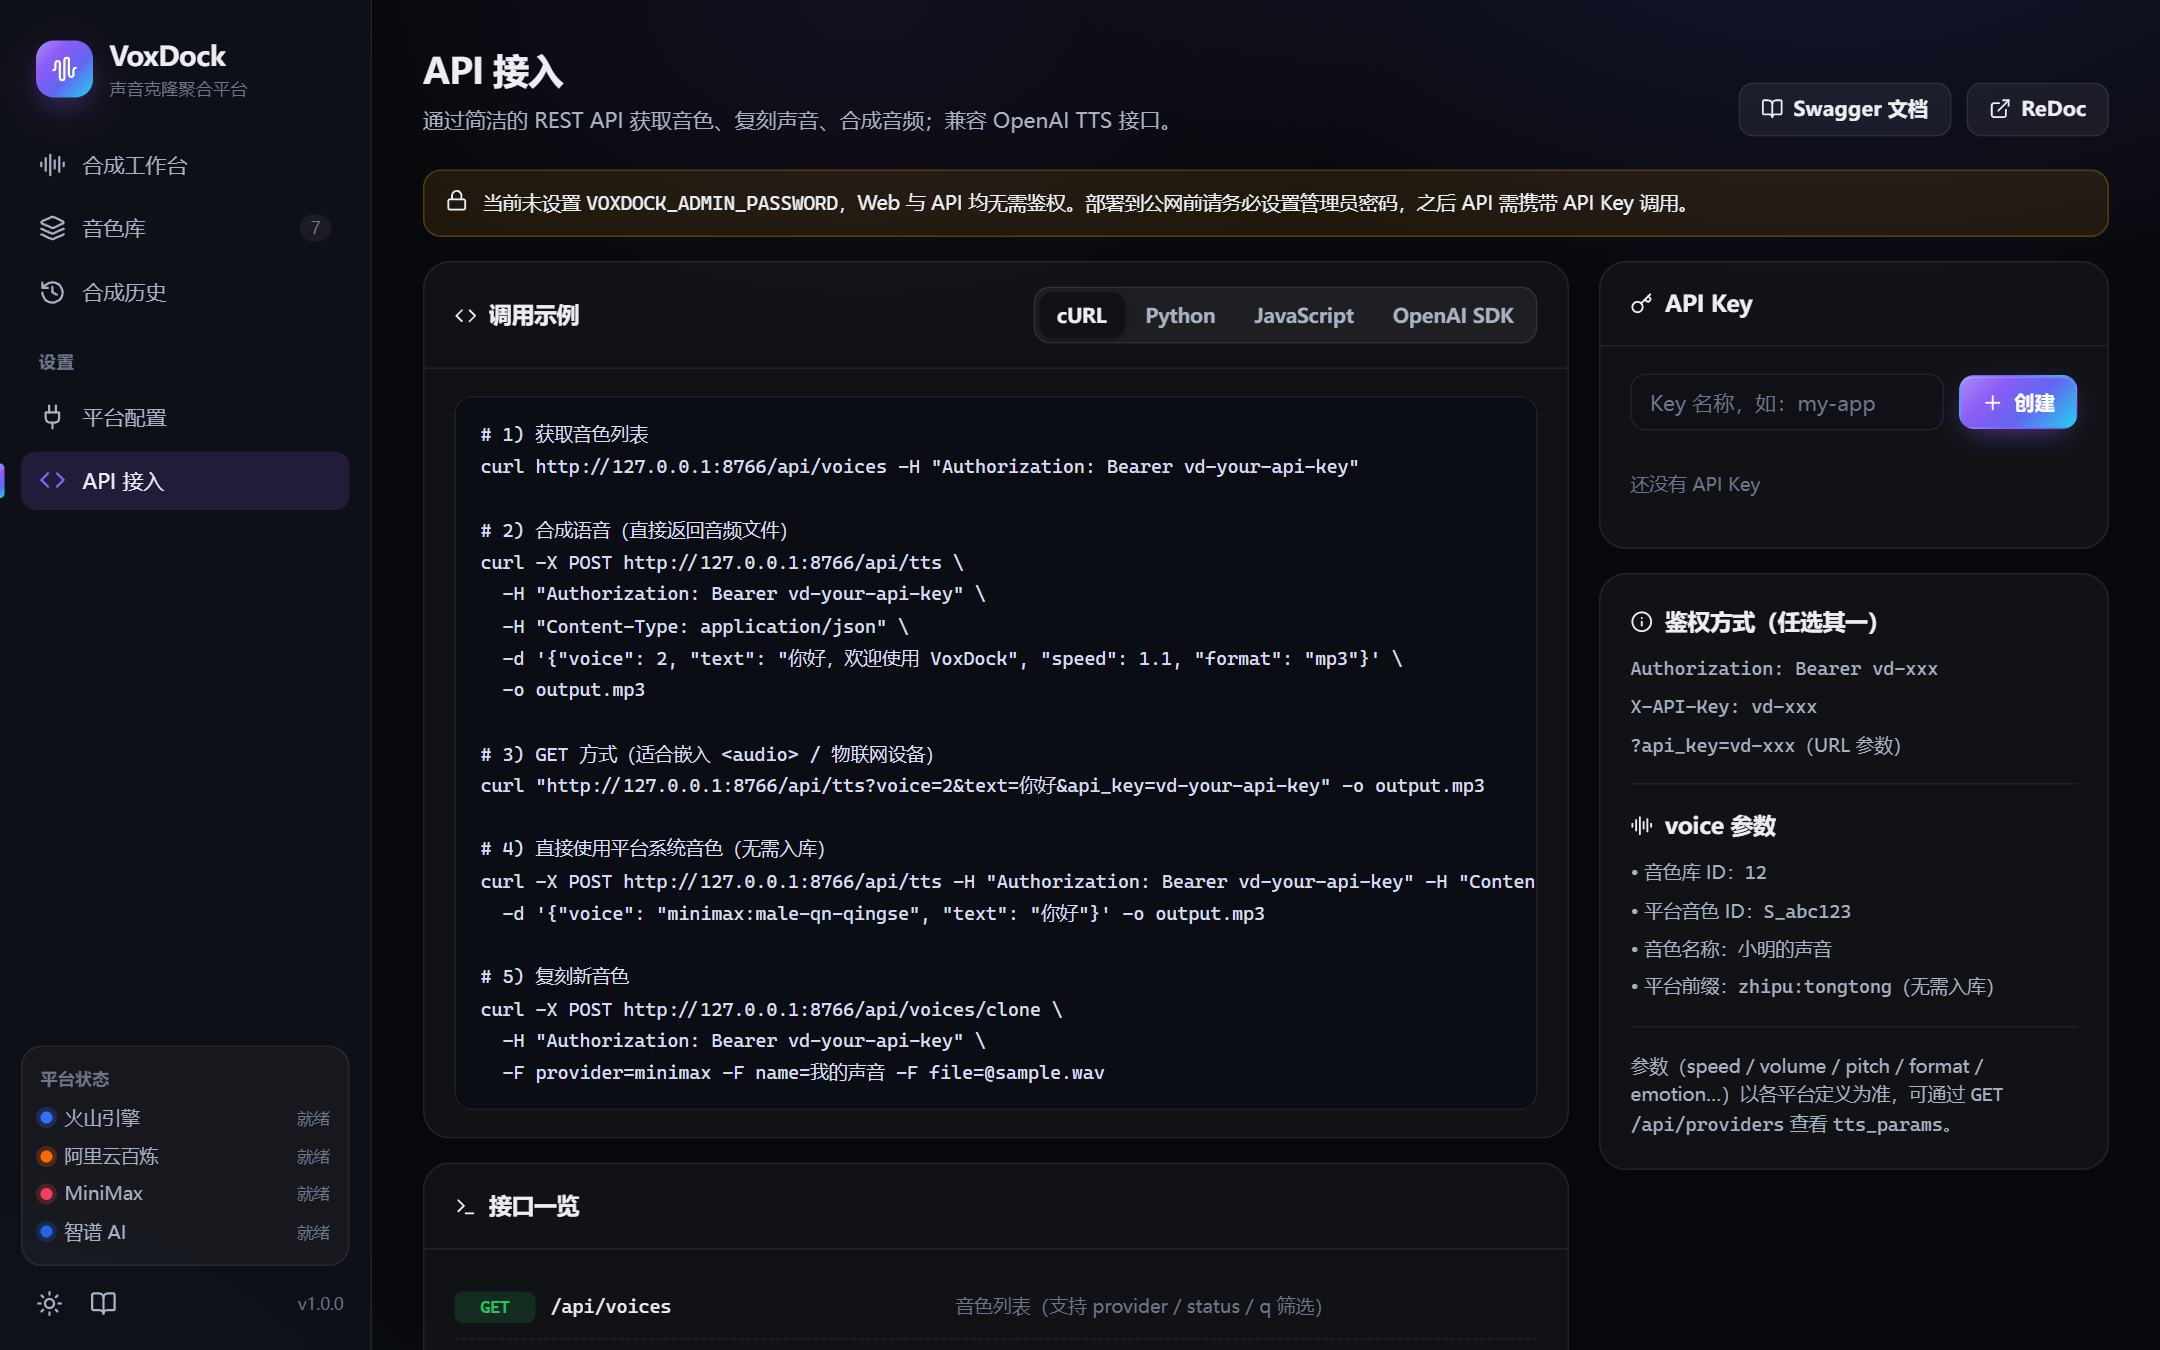 VoxDock
声音克隆聚合平台
合成工作台
音色库
7
合成历史
设置
平台配置
API 接入
平台状态
火山引擎 就绪
阿里云百炼 就绪
MiniMax 就绪
智谱 AI 就绪
v1.0.0
API 接入
通过简洁的 REST API 获取音色、复刻声音、合成音频；兼容 OpenAI TTS 接口。
Swagger 文档
ReDoc
当前未设置 VOXDOCK_ADMIN_PASSWORD，Web 与 API 均无需鉴权。部署到公网前请务必设置管理员密码，之后 API 需携带 API Key 调用。
调用示例
cURL Python JavaScript OpenAI SDK
# 1) 获取音色列表
curl http://127.0.0.1:8766/api/voices -H "Authorization: Bearer vd-your-api-key"
# 2) 合成语音（直接返回音频文件）
curl -X POST http://127.0.0.1:8766/api/tts \
-H "Authorization: Bearer vd-your-api-key" \
-H "Content-Type: application/json" \
-d '{"voice": 2, "text": "你好，欢迎使用 VoxDock", "speed": 1.1, "format": "mp3"}' \
-o output.mp3
# 3) GET 方式（适合嵌入 <audio> / 物联网设备）
curl "http://127.0.0.1:8766/api/tts?voice=2&text=你好&api_key=vd-your-api-key" -o output.mp3
# 4) 直接使用平台系统音色（无需入库）
curl -X POST http://127.0.0.1:8766/api/tts -H "Authorization: Bearer vd-your-api-key" -H "Conten
-d '{"voice": "minimax:male-qn-qingse", "text": "你好"}' -o output.mp3
# 5) 复刻新音色
curl -X POST http://127.0.0.1:8766/api/voices/clone \
-H "Authorization: Bearer vd-your-api-key" \
-F provider=minimax -F name=我的声音 -F file=@sample.wav
接口一览
GET /api/voices 音色列表（支持 provider / status / q 筛选）
API Key
Key 名称，如：my-app
+ 创建
还没有 API Key
鉴权方式（任选其一）
Authorization: Bearer vd-xxx
X-API-Key: vd-xxx
?api_key=vd-xxx（URL 参数）
voice 参数
• 音色库 ID：12
• 平台音色 ID：S_abc123
• 音色名称：小明的声音
• 平台前缀：zhipu:tongtong（无需入库）
参数（speed / volume / pitch / format /
emotion…）以各平台定义为准，可通过 GET
/api/providers 查看 tts_params。